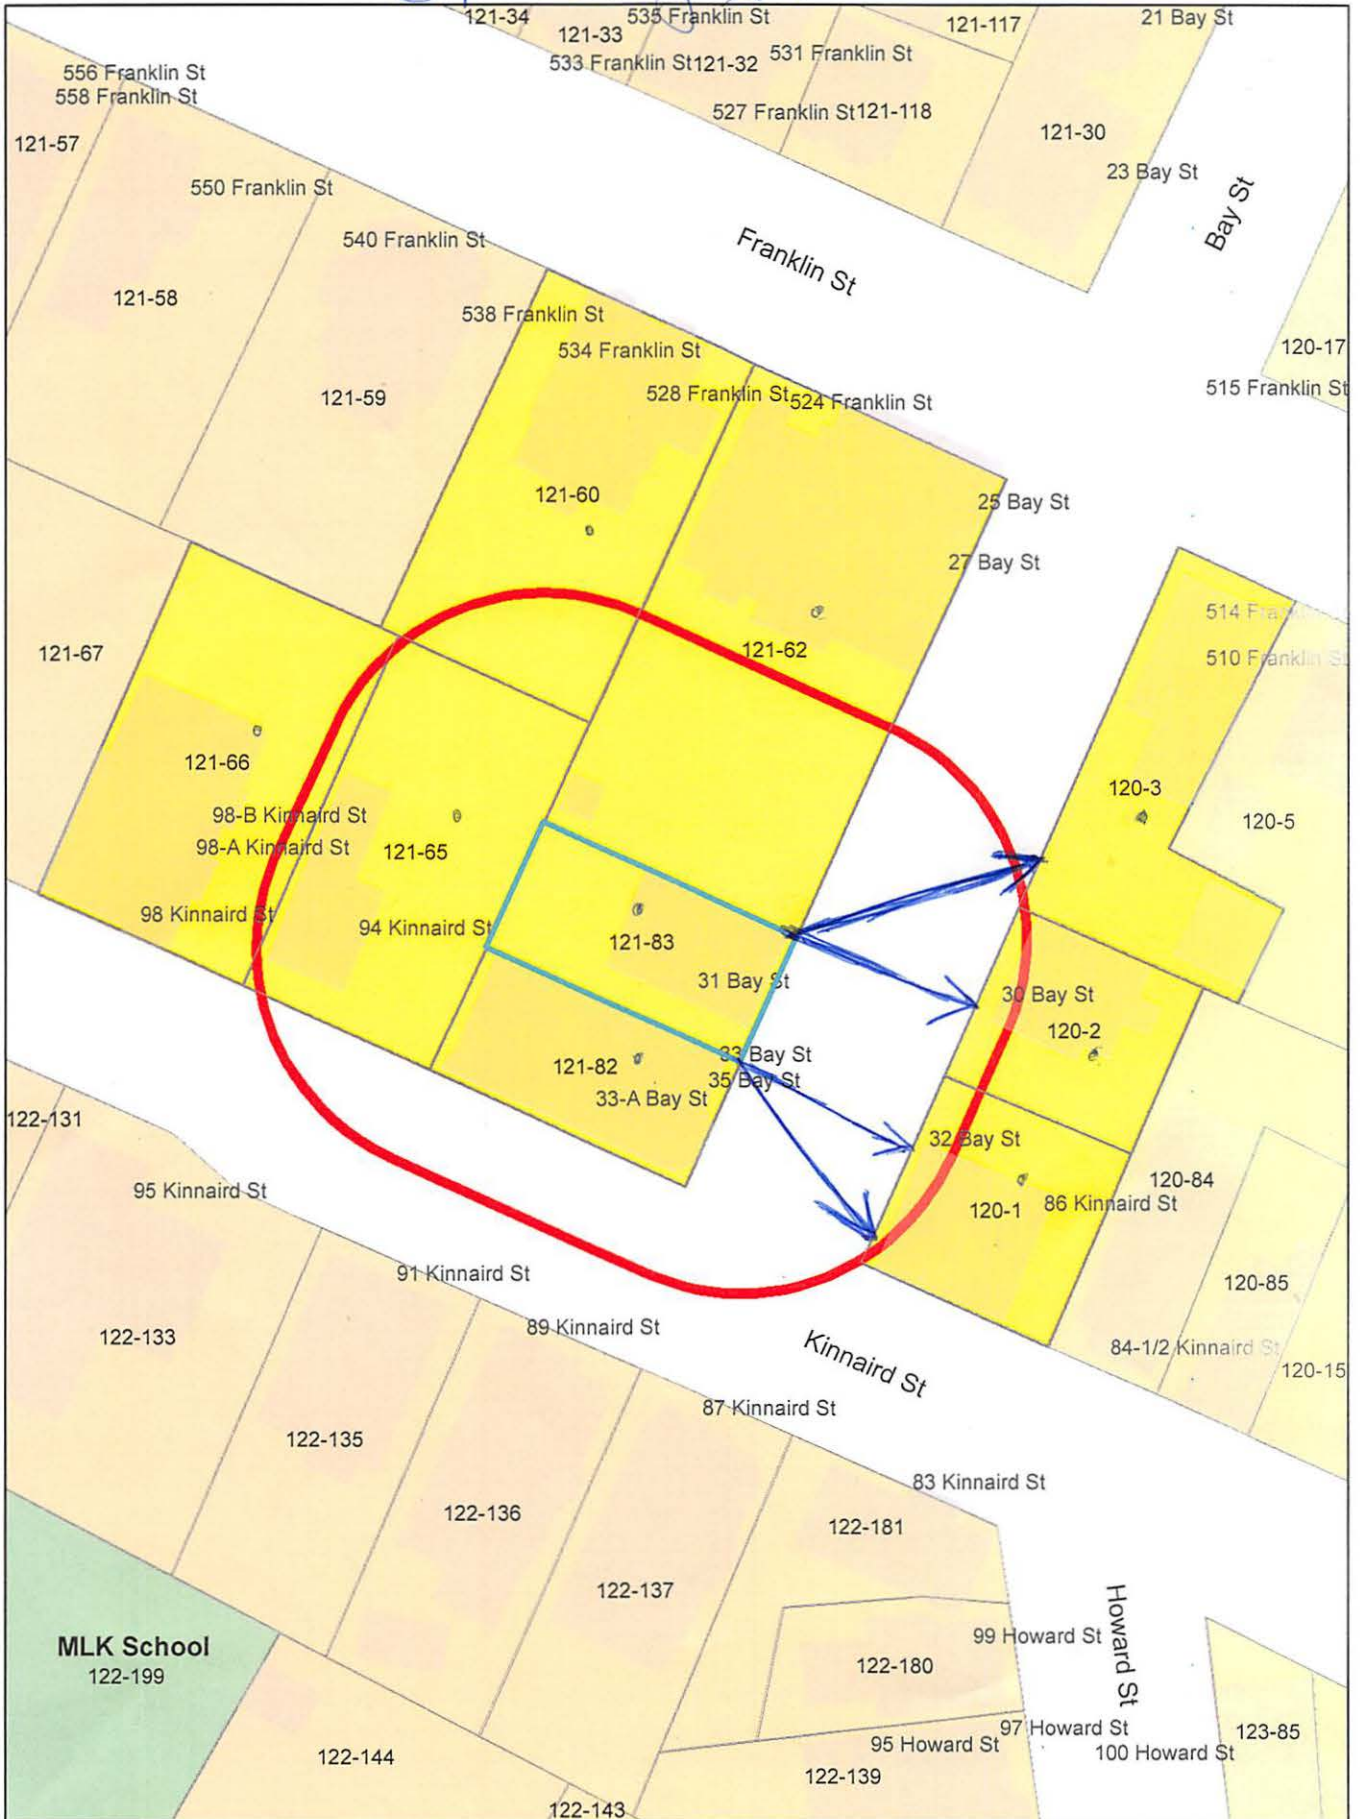 121-34
535 Franklin St
121-117
21 Bay St
121-33
533 Franklin St
121-32
531 Franklin St
556 Franklin St
558 Franklin St
527 Franklin St
121-118
121-30
121-57
23 Bay St
550 Franklin St
Bay St
540 Franklin St
Franklin St
121-58
538 Franklin St
534 Franklin St
120-17
528 Franklin St
524 Franklin St
515 Franklin St
121-59
121-60
25 Bay St
27 Bay St
514 Franklin St
121-67
121-62
510 Franklin St
121-66
120-3
98-B Kinnaird St
120-5
98-A Kinnaird St
121-65
98 Kinnaird St
94 Kinnaird St
121-83
31 Bay St
30 Bay St
120-2
33 Bay St
121-82
35 Bay St
33-A Bay St
122-131
32 Bay St
120-84
95 Kinnaird St
120-1
86 Kinnaird St
91 Kinnaird St
120-85
122-133
89 Kinnaird St
84-1/2 Kinnaird St
Kinnaird St
120-15
87 Kinnaird St
122-135
83 Kinnaird St
122-136
122-181
122-137
Howard St
MLK School
122-199
99 Howard St
122-180
97 Howard St
123-85
95 Howard St
100 Howard St
122-144
122-139
122-143